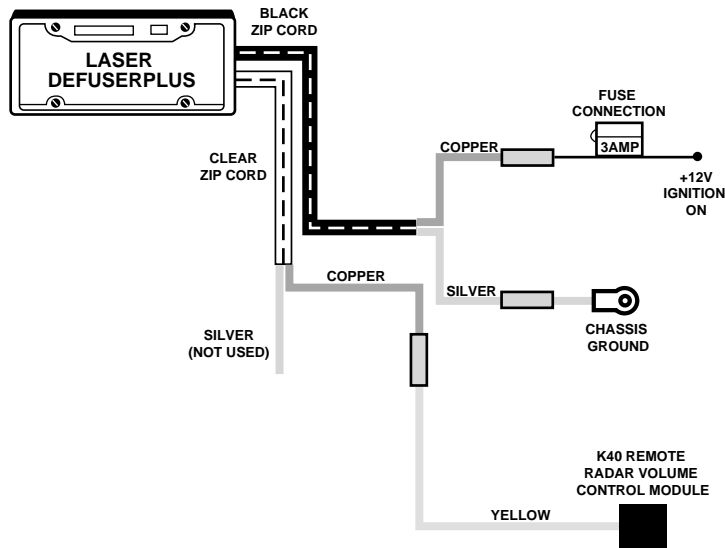 BLACK
ZIP CORD
LASER
DEFUSERPLUS
FUSE
CONNECTION
COPPER
3AMP
CLEAR
ZIP CORD
+12V
IGNITION
ON
COPPER
SILVER
SILVER
(NOT USED)
CHASSIS
GROUND
K40 REMOTE
RADAR VOLUME
CONTROL MODULE
YELLOW